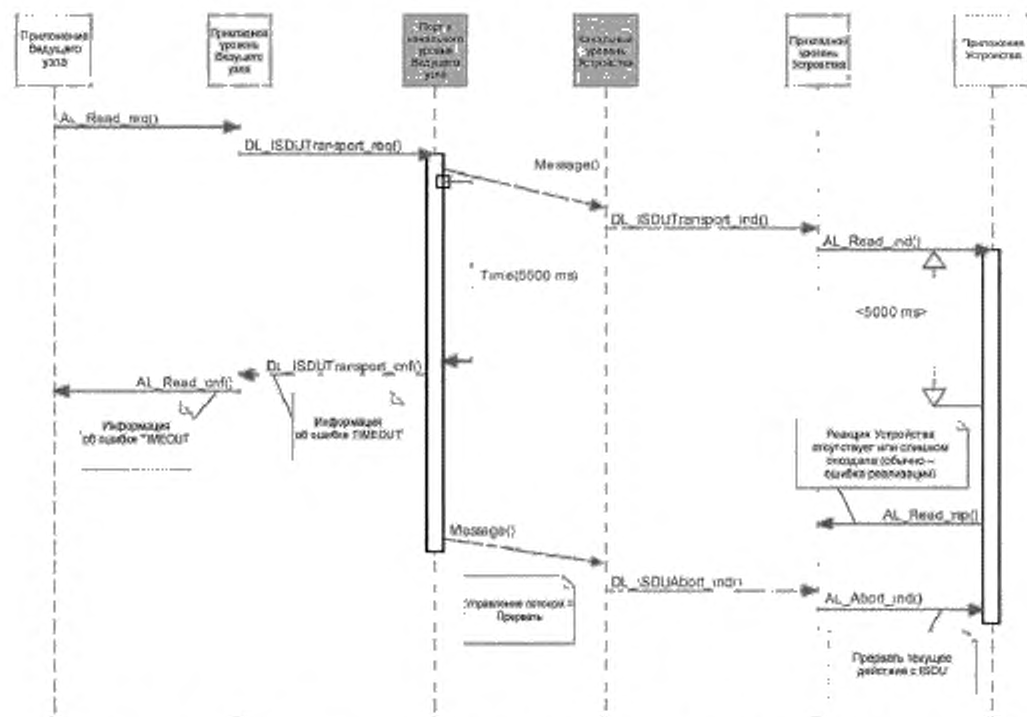 Приложение
Ведущего
узла
Прикладной
уровень
Ведущего
узла
Порт и
канального
уровня
Ведущего
узла
Канальный
уровень
Устройства
Прикладной
уровень
Устройства
Приложение
Устройства
AL_Read_req()
DL_ISDUTransport_req()
Message()
DL_ISDUTransport_ind()
AL_Read_ind()
Time(5500 ms)
<5000 ms>
DL_ISDUTransport_cnf()
AL_Read_cnf()
Информация
об ошибке "TIMEOUT
Информация
об ошибке TIMEOUT"
Реакция Устройства
отсутствует или слишком
опоздала (обычно –
ошибка реализации)
AL_Read_rsp()
Message()
DL_ISDUAbort_ind()
AL_Abort_ind()
Управление потоком =
Прервать
Прервать текущее
действие с ISDU